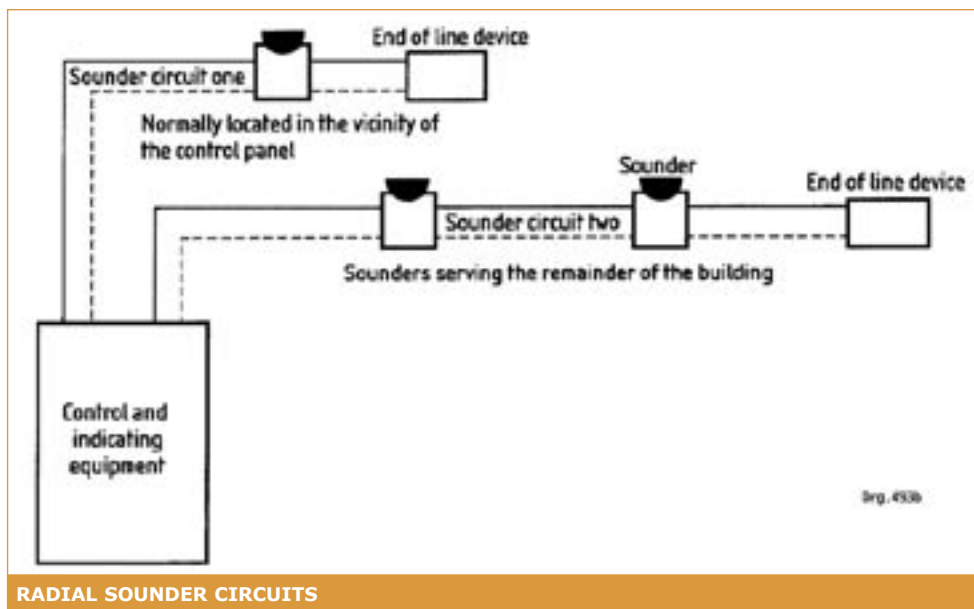 End of line device
Sounder circuit one
Normally located in the vicinity of
the control panel
Sounder
End of line device
Sounder circuit two
Sounders serving the remainder of the building
Control and
indicating
equipment
Drg.493b
RADIAL SOUNDER CIRCUITS